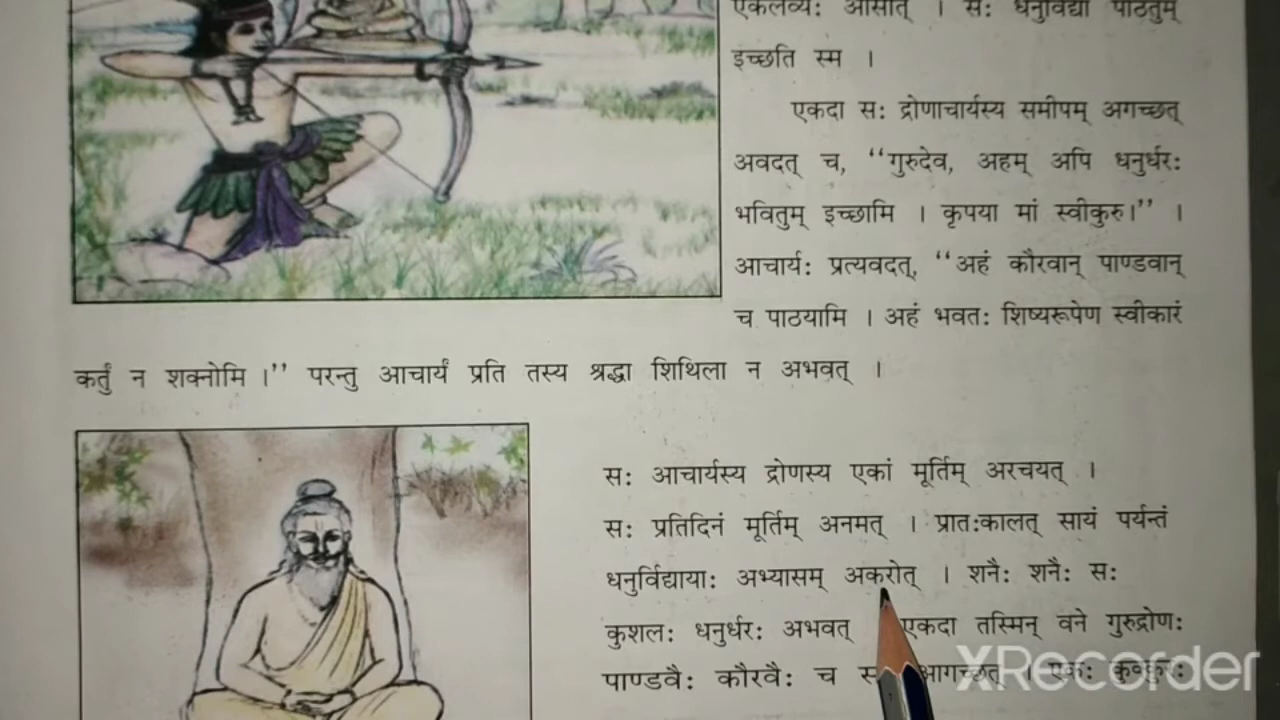 एकलव्यः आसीत् । सः धनुर्विद्यां पठितुम्
इच्छति स्म ।
एकदा सः द्रोणाचार्यस्य समीपम् अगच्छत्
अवदत् च, “गुरुदेव, अहम् अपि धनुर्धरः
भवितुम् इच्छामि । कृपया मां स्वीकुरु।” ।
आचार्यः प्रत्यवदत्, “अहं कौरवान् पाण्डवान्
च पाठयामि । अहं भवतः शिष्यरूपेण स्वीकारं
कर्तुं न शक्नोमि ।” परन्तु आचार्यं प्रति तस्य श्रद्धा शिथिला न अभवत् ।
सः आचार्यस्य द्रोणस्य एकां मूर्तिम् अरचयत् ।
सः प्रतिदिनं मूर्तिम् अनमत् । प्रातःकालत् सायं पर्यन्तं
धनुर्विद्यायाः अभ्यासम् अकरोत् । शनैः शनैः सः
कुशलः धनुर्धरः अभवत् एकदा तस्मिन् वने गुरुद्रोणः
पाण्डवैः कौरवैः च आगच्छत् । एकः कुक्कुरः
XRecorder